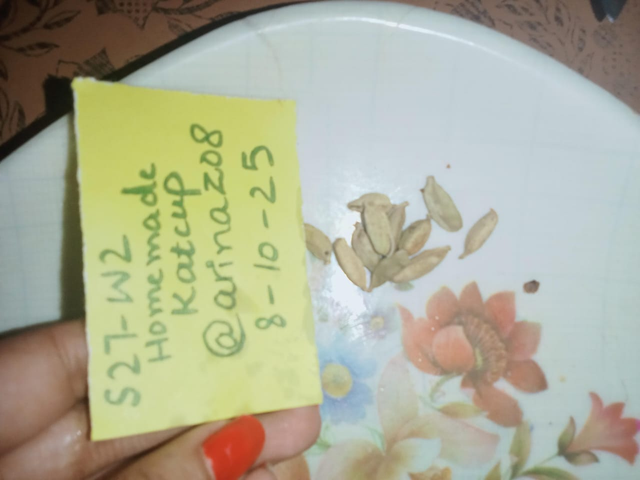 S27-W2
Homemade
Katcup
@arinaz08
8-10-25